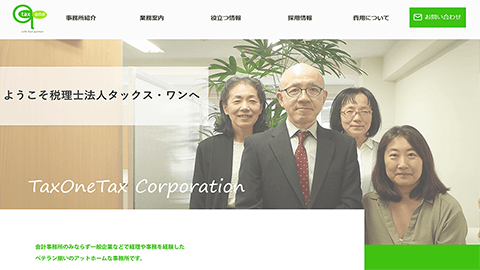 tax one
事務所紹介
業務案内
役立つ情報
採用情報
費用について
お問い合わせ
ようこそ税理士法人タックス・ワンへ
TaxOneTax Corporation
会計事務所のみならず一般企業などで経理や事務を経験した
ベテラン揃いのアットホームな事務所です。